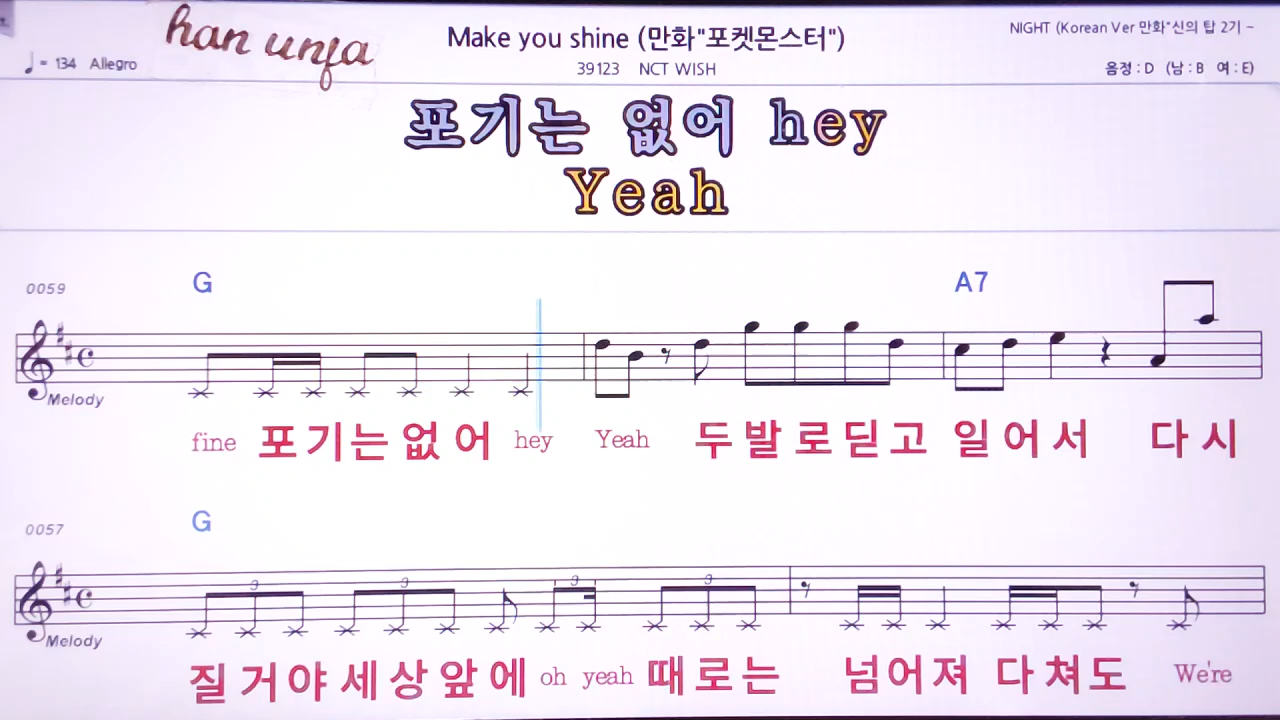 han unja
Make you shine (만화"포켓몬스터")
NIGHT (Korean Ver 만화"신의 탑 2기 ~
♩ = 134 Allegro
39123 NCT WISH
음정 : D (남 : B 여 : E)
포기는 없어 hey
Yeah
0059
G A7
Melody
fine 포기는없어 hey Yeah 두발로딛고 일어서 다시
0057
G
3 3 3 3
Melody
질거야세상앞에 oh yeah 때로는 넘어져 다쳐도 We're